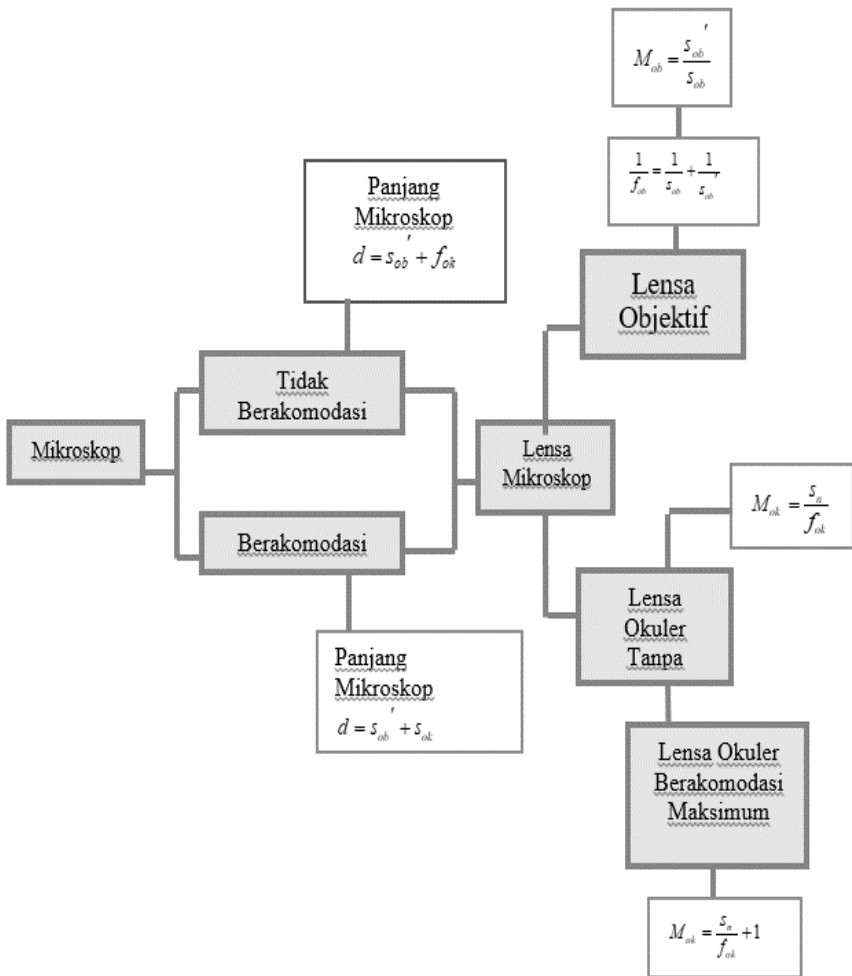 M_ob = s_ob' / s_ob
1/f_ob = 1/s_ob + 1/s_ob'
Lensa
Objektif
Panjang
Mikroskop
d = s_ob' + f_ok
Tidak
Berakomodasi
Mikroskop
Berakomodasi
Panjang
Mikroskop
d = s_ob' + s_ok
Lensa
Mikroskop
M_ok = s_n / f_ok
Lensa
Okuler
Tanpa
Lensa Okuler
Berakomodasi
Maksimum
M_ok = s_n / f_ok + 1